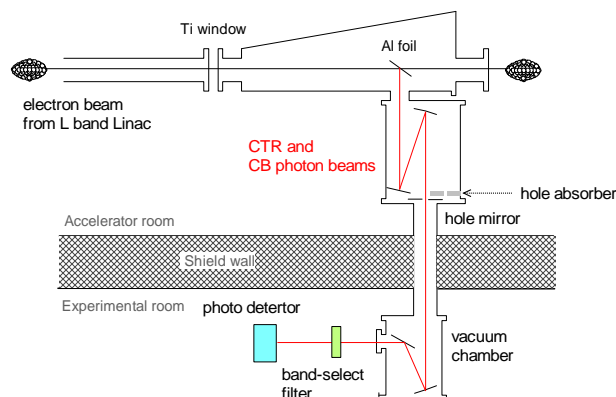 Ti window
Al foil
electron beam
from L band Linac
CTR and
CB photon beams
hole absorber
hole mirror
Accelerator room
Shield wall
Experimental room
photo detertor
vacuum
chamber
band-select
filter